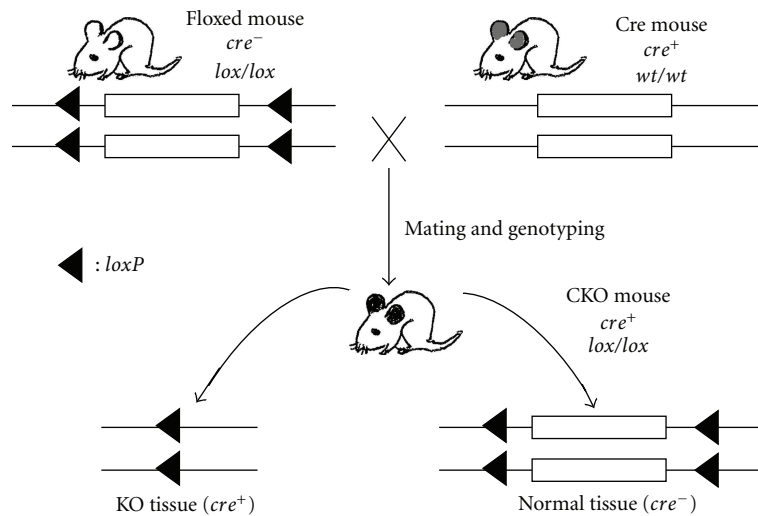 Floxed mouse
cre−
lox/lox
Cre mouse
cre+
wt/wt
Mating and genotyping
: loxP
CKO mouse
cre+
lox/lox
KO tissue (cre+)
Normal tissue (cre−)